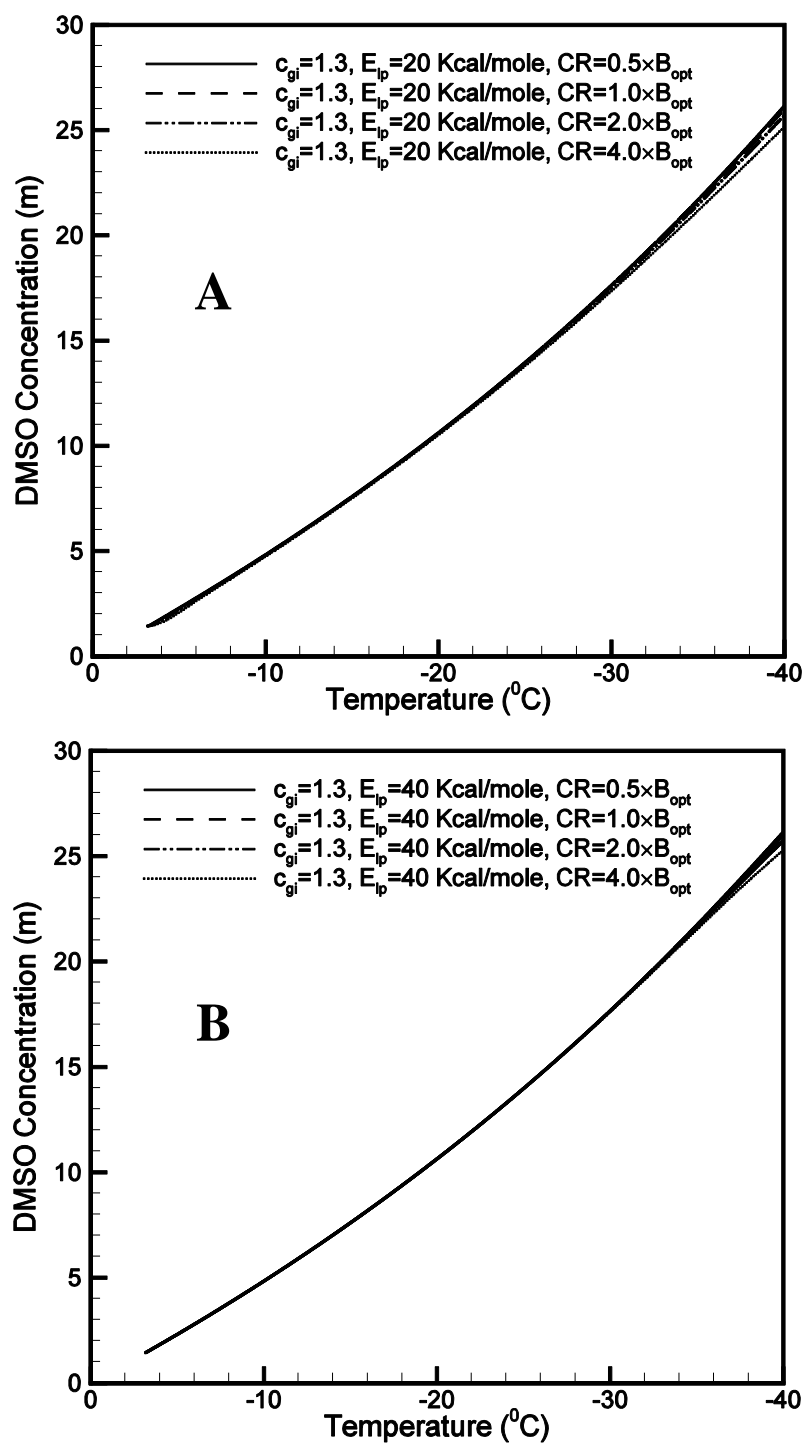 30
c_gi=1.3, E_lp=20 Kcal/mole, CR=0.5×B_opt
c_gi=1.3, E_lp=20 Kcal/mole, CR=1.0×B_opt
c_gi=1.3, E_lp=20 Kcal/mole, CR=2.0×B_opt
c_gi=1.3, E_lp=20 Kcal/mole, CR=4.0×B_opt
25
20
A
15
10
5
0
DMSO Concentration (m)
0 -10 -20 -30 -40
Temperature (⁰C)
30
c_gi=1.3, E_lp=40 Kcal/mole, CR=0.5×B_opt
c_gi=1.3, E_lp=40 Kcal/mole, CR=1.0×B_opt
c_gi=1.3, E_lp=40 Kcal/mole, CR=2.0×B_opt
c_gi=1.3, E_lp=40 Kcal/mole, CR=4.0×B_opt
25
20
B
15
10
5
0
DMSO Concentration (m)
0 -10 -20 -30 -40
Temperature (⁰C)